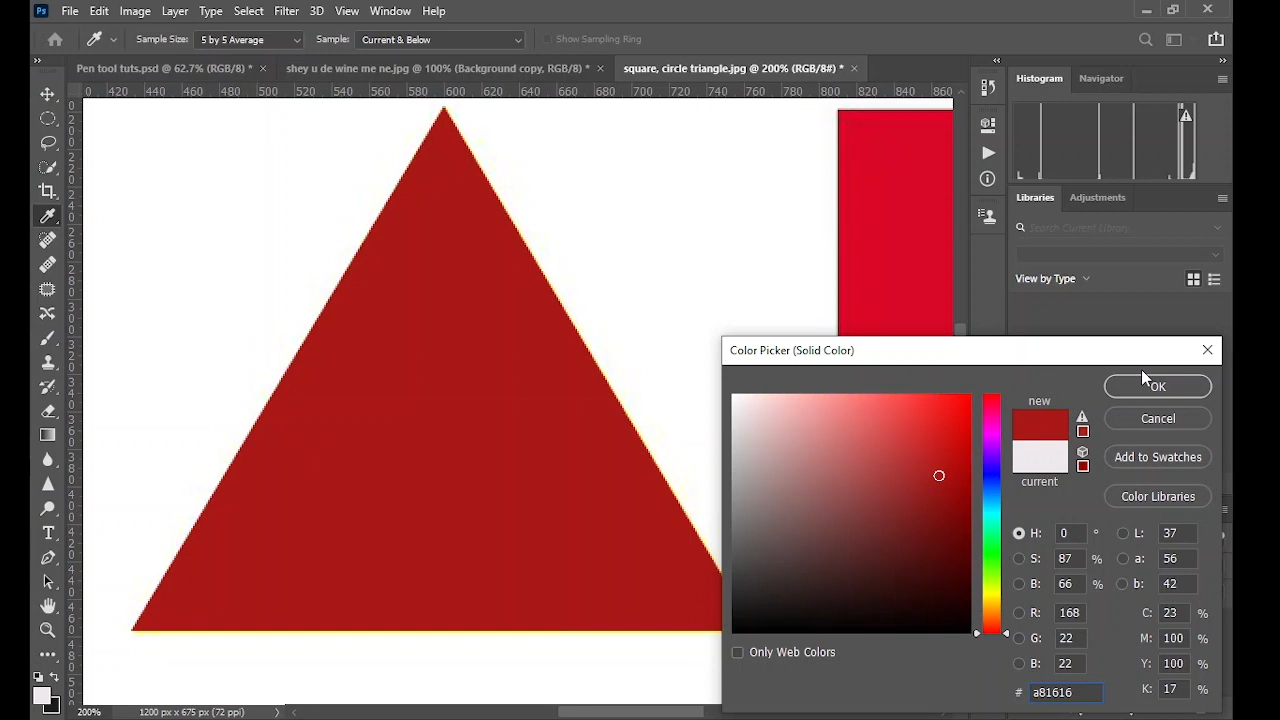 Ps File Edit Image Layer Type Select Filter 3D View Window Help
Sample Size: 5 by 5 Average Sample: Current & Below Show Sampling Ring
Pen tool tuts.psd @ 62.7% (RGB/8) * × shey u de wine me ne.jpg @ 100% (Background copy, RGB/8) * × square, circle triangle.jpg @ 200% (RGB/8#) * ×
Histogram Navigator
420 440 460 480 500 520 540 560 580 600 620 640 660 680 700 720 740 760 780 800 820 840 860
Libraries Adjustments
Search Current Library
View by Type
Color Picker (Solid Color)
new
OK
Cancel
Add to Swatches
current
Color Libraries
H: 0 ° L: 37
S: 87 % a: 56
B: 66 % b: 42
R: 168 C: 23 %
G: 22 M: 100 %
Only Web Colors
B: 22 Y: 100 %
# a81616 K: 17 %
200% 1200 px x 675 px (72 ppi)